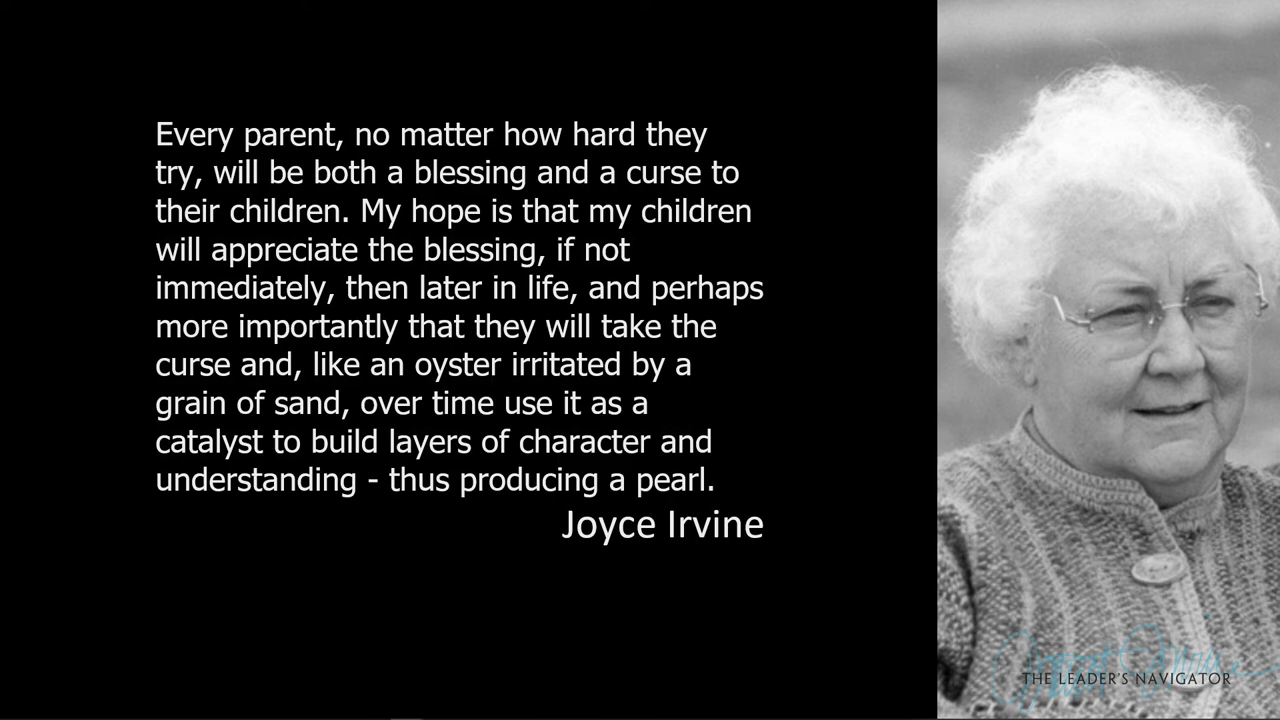 Every parent, no matter how hard they
try, will be both a blessing and a curse to
their children. My hope is that my children
will appreciate the blessing, if not
immediately, then later in life, and perhaps
more importantly that they will take the
curse and, like an oyster irritated by a
grain of sand, over time use it as a
catalyst to build layers of character and
understanding - thus producing a pearl.
Joyce Irvine
THE LEADER'S NAVIGATOR